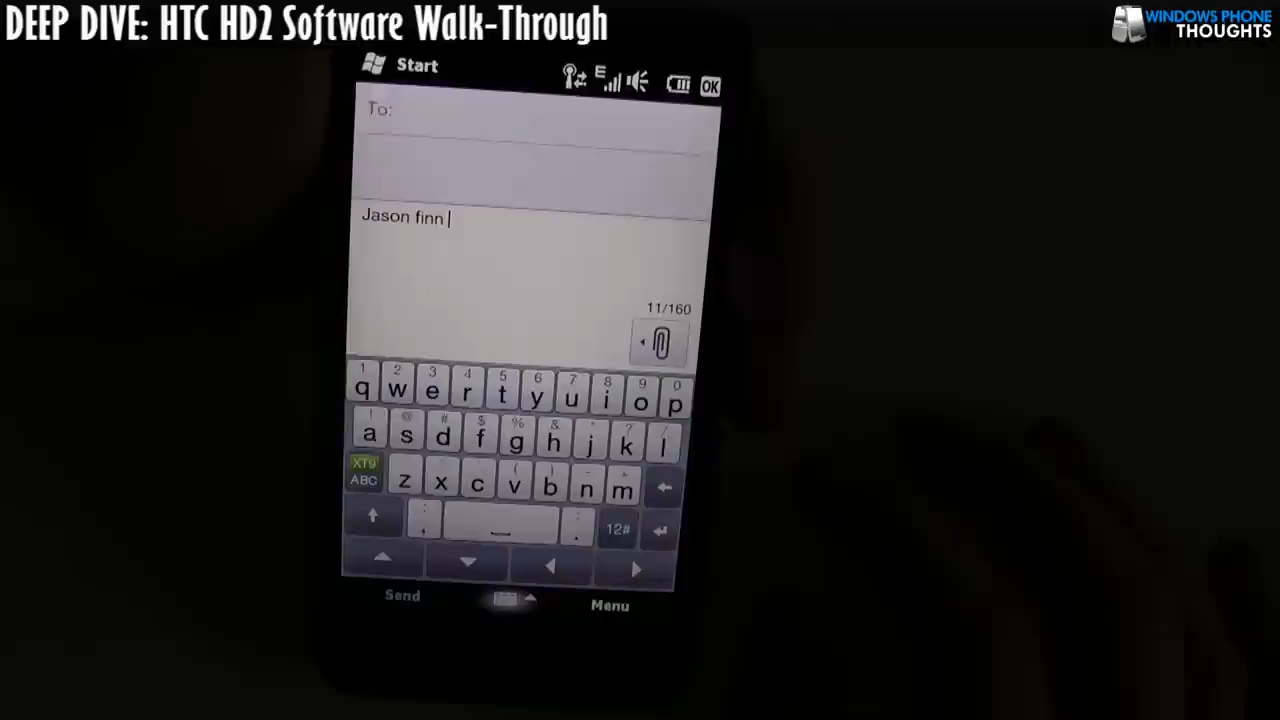 DEEP DIVE: HTC HD2 Software Walk-Through
WINDOWS PHONE
THOUGHTS
Start
E
OK
To:
Jason finn
11/160
1 2 3 4 5 6 7 8 9 0
q w e r t y u i o p
! @ # $ % & * ? /
a s d f g h j k l
XT9
ABC
z x c v b n m
, . 12#
Send
Menu